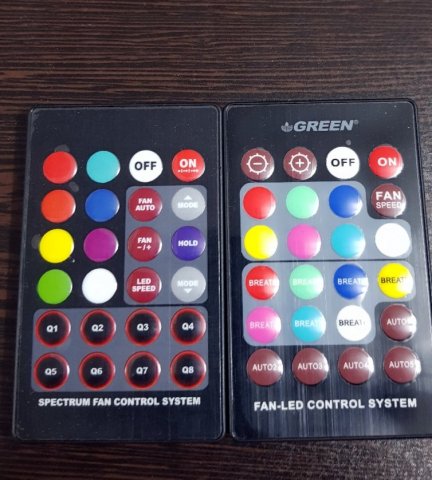 OFF
ON
FAN AUTO
MODE
FAN -/+
HOLD
LED SPEED
MODE
Q1 Q2 Q3 Q4
Q5 Q6 Q7 Q8
SPECTRUM FAN CONTROL SYSTEM
GREEN®
OFF
ON
FAN SPEED
BREATH BREATH BREATH BREATH
BREATH BREATH BREATH AUTO1
AUTO2 AUTO3 AUTO4 AUTO5
FAN-LED CONTROL SYSTEM